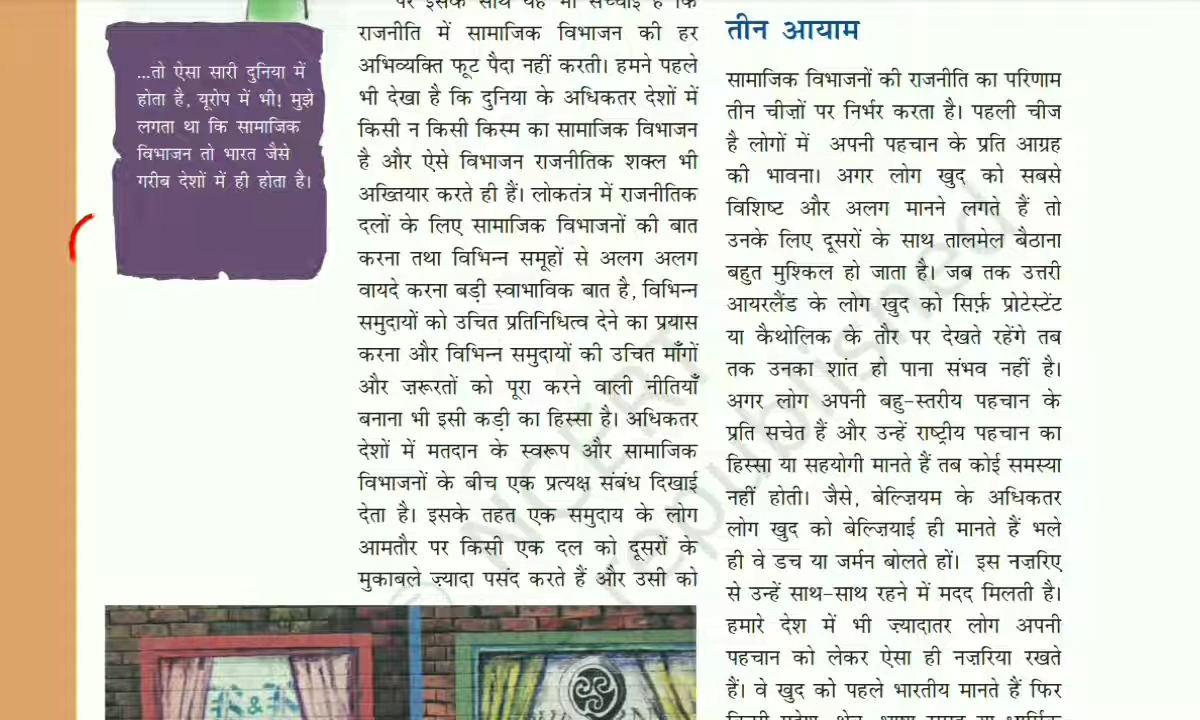 ...तो ऐसा सारी दुनिया में
होता है, यूरोप में भी! मुझे
लगता था कि सामाजिक
विभाजन तो भारत जैसे
गरीब देशों में ही होता है।
पर इसके साथ यह भी सच्चाई है कि
राजनीति में सामाजिक विभाजन की हर
अभिव्यक्ति फूट पैदा नहीं करती। हमने पहले
भी देखा है कि दुनिया के अधिकतर देशों में
किसी न किसी किस्म का सामाजिक विभाजन
है और ऐसे विभाजन राजनीतिक शक्ल भी
अख्तियार करते ही हैं। लोकतंत्र में राजनीतिक
दलों के लिए सामाजिक विभाजनों की बात
करना तथा विभिन्न समूहों से अलग अलग
वायदे करना बड़ी स्वाभाविक बात है, विभिन्न
समुदायों को उचित प्रतिनिधित्व देने का प्रयास
करना और विभिन्न समुदायों की उचित माँगों
और ज़रूरतों को पूरा करने वाली नीतियाँ
बनाना भी इसी कड़ी का हिस्सा है। अधिकतर
देशों में मतदान के स्वरूप और सामाजिक
विभाजनों के बीच एक प्रत्यक्ष संबंध दिखाई
देता है। इसके तहत एक समुदाय के लोग
आमतौर पर किसी एक दल को दूसरों के
मुकाबले ज़्यादा पसंद करते हैं और उसी को
तीन आयाम
सामाजिक विभाजनों की राजनीति का परिणाम
तीन चीज़ों पर निर्भर करता है। पहली चीज
है लोगों में अपनी पहचान के प्रति आग्रह
की भावना। अगर लोग खुद को सबसे
विशिष्ट और अलग मानने लगते हैं तो
उनके लिए दूसरों के साथ तालमेल बैठाना
बहुत मुश्किल हो जाता है। जब तक उत्तरी
आयरलैंड के लोग खुद को सिर्फ़ प्रोटेस्टेंट
या कैथोलिक के तौर पर देखते रहेंगे तब
तक उनका शांत हो पाना संभव नहीं है।
अगर लोग अपनी बहु-स्तरीय पहचान के
प्रति सचेत हैं और उन्हें राष्ट्रीय पहचान का
हिस्सा या सहयोगी मानते हैं तब कोई समस्या
नहीं होती। जैसे, बेल्ज़ियम के अधिकतर
लोग खुद को बेल्ज़ियाई ही मानते हैं भले
ही वे डच या जर्मन बोलते हों। इस नज़रिए
से उन्हें साथ-साथ रहने में मदद मिलती है।
हमारे देश में भी ज़्यादातर लोग अपनी
पहचान को लेकर ऐसा ही नज़रिया रखते
हैं। वे खुद को पहले भारतीय मानते हैं फिर
© NCERT
republished
&